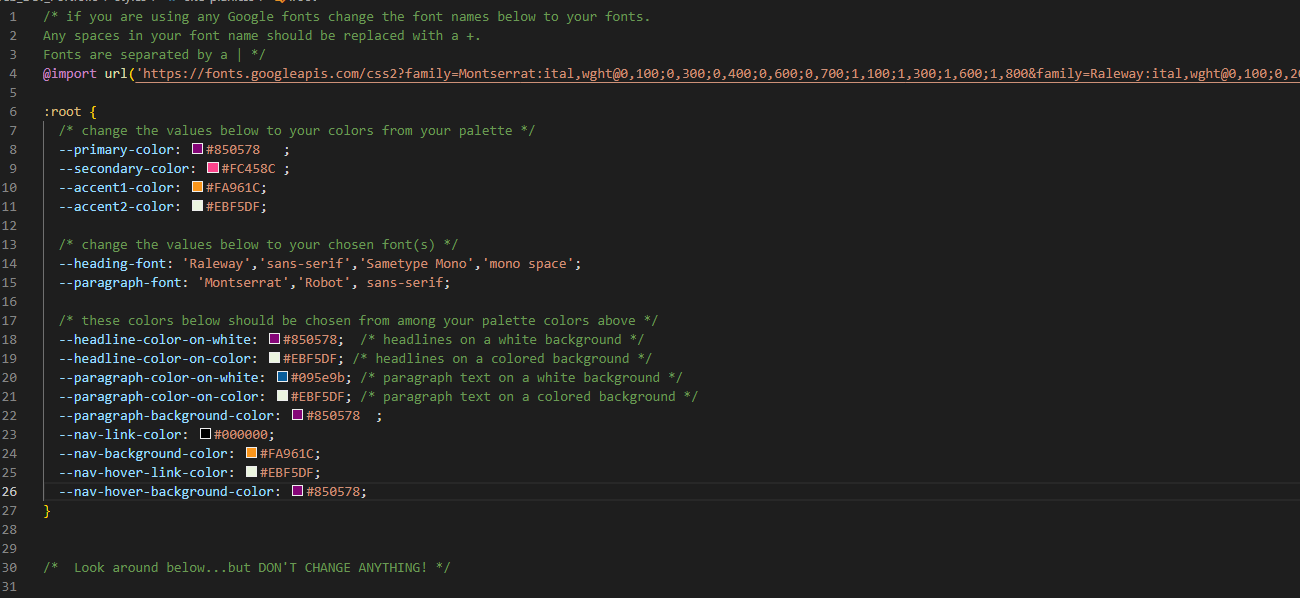 1 /* if you are using any Google fonts change the font names below to your fonts.
2 Any spaces in your font name should be replaced with a +.
3 Fonts are separated by a | */
4 @import url('https://fonts.googleapis.com/css2?family=Montserrat:ital,wght@0,100;0,300;0,400;0,600;0,700;1,100;1,300;1,600;1,800&family=Raleway:ital,wght@0,100;0,20
5
6 :root {
7 /* change the values below to your colors from your palette */
8 --primary-color: #850578 ;
9 --secondary-color: #FC458C ;
10 --accent1-color: #FA961C;
11 --accent2-color: #EBF5DF;
12
13 /* change the values below to your chosen font(s) */
14 --heading-font: 'Raleway','sans-serif','Sametype Mono','mono space';
15 --paragraph-font: 'Montserrat','Robot', sans-serif;
16
17 /* these colors below should be chosen from among your palette colors above */
18 --headline-color-on-white: #850578; /* headlines on a white background */
19 --headline-color-on-color: #EBF5DF; /* headlines on a colored background */
20 --paragraph-color-on-white: #095e9b; /* paragraph text on a white background */
21 --paragraph-color-on-color: #EBF5DF; /* paragraph text on a colored background */
22 --paragraph-background-color: #850578 ;
23 --nav-link-color: #000000;
24 --nav-background-color: #FA961C;
25 --nav-hover-link-color: #EBF5DF;
26 --nav-hover-background-color: #850578;
27 }
28
29
30 /* Look around below...but DON'T CHANGE ANYTHING! */
31